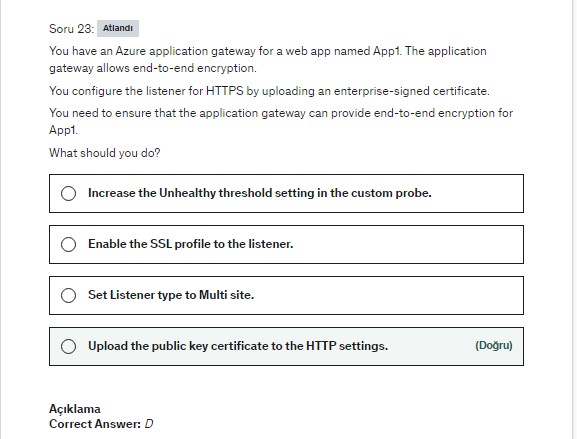 Soru 23: Atlandı
You have an Azure application gateway for a web app named App1. The application
gateway allows end-to-end encryption.
You configure the listener for HTTPS by uploading an enterprise-signed certificate.
You need to ensure that the application gateway can provide end-to-end encryption for
App1.
What should you do?
Increase the Unhealthy threshold setting in the custom probe.
Enable the SSL profile to the listener.
Set Listener type to Multi site.
Upload the public key certificate to the HTTP settings. (Doğru)
Açıklama
Correct Answer: D